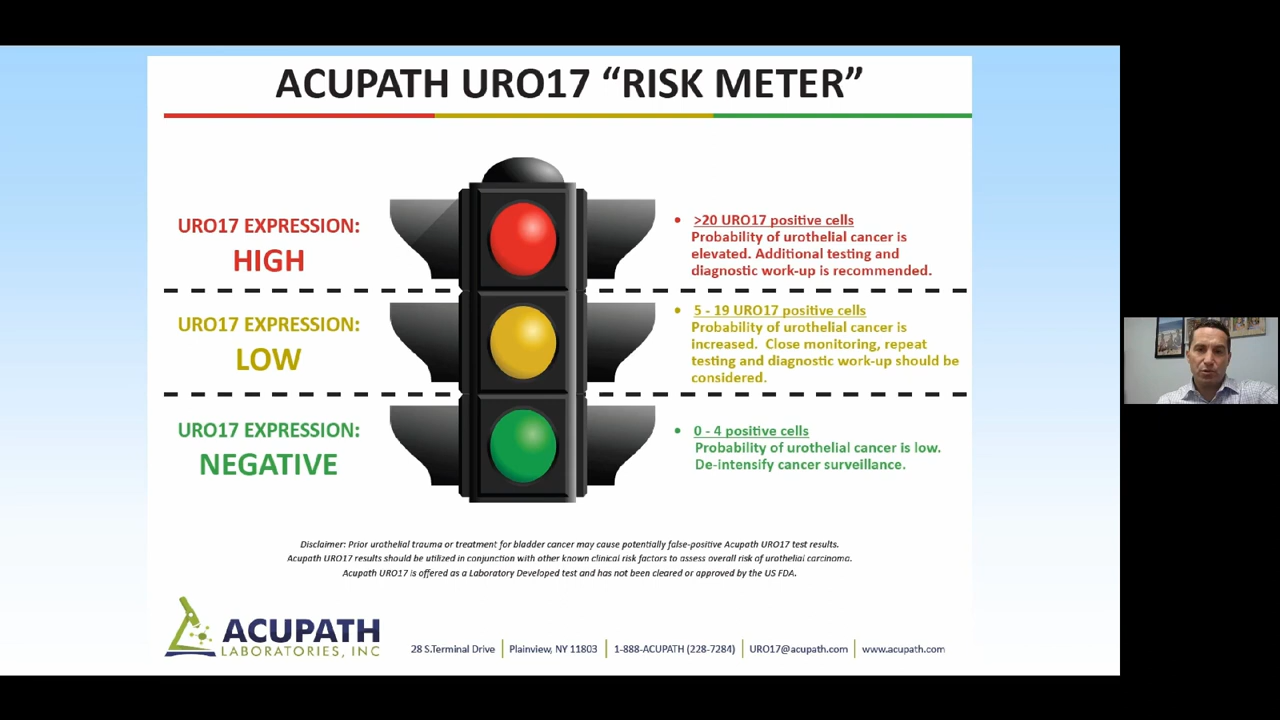 ACUPATH URO17 “RISK METER”
URO17 EXPRESSION:
HIGH
• >20 URO17 positive cells
Probability of urothelial cancer is
elevated. Additional testing and
diagnostic work-up is recommended.
URO17 EXPRESSION:
LOW
• 5 - 19 URO17 positive cells
Probability of urothelial cancer is
increased. Close monitoring, repeat
testing and diagnostic work-up should be
considered.
URO17 EXPRESSION:
NEGATIVE
• 0 - 4 positive cells
Probability of urothelial cancer is low.
De-intensify cancer surveillance.
Disclaimer: Prior urothelial trauma or treatment for bladder cancer may cause potentially false-positive Acupath URO17 test results.
Acupath URO17 results should be utilized in conjunction with other known clinical risk factors to assess overall risk of urothelial carcinoma.
Acupath URO17 is offered as a Laboratory Developed test and has not been cleared or approved by the US FDA.
ACUPATH
LABORATORIES, INC
28 S.Terminal Drive | Plainview, NY 11803 | 1-888-ACUPATH (228-7284) | URO17@acupath.com | www.acupath.com